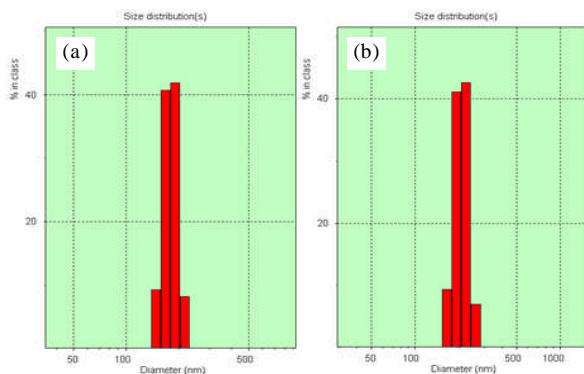 Size distribution(s)
(a)
% in class
40
20
50
100
500
Diameter (nm)
Size distribution(s)
(b)
% in class
40
20
50
100
500
1000
Diameter (nm)